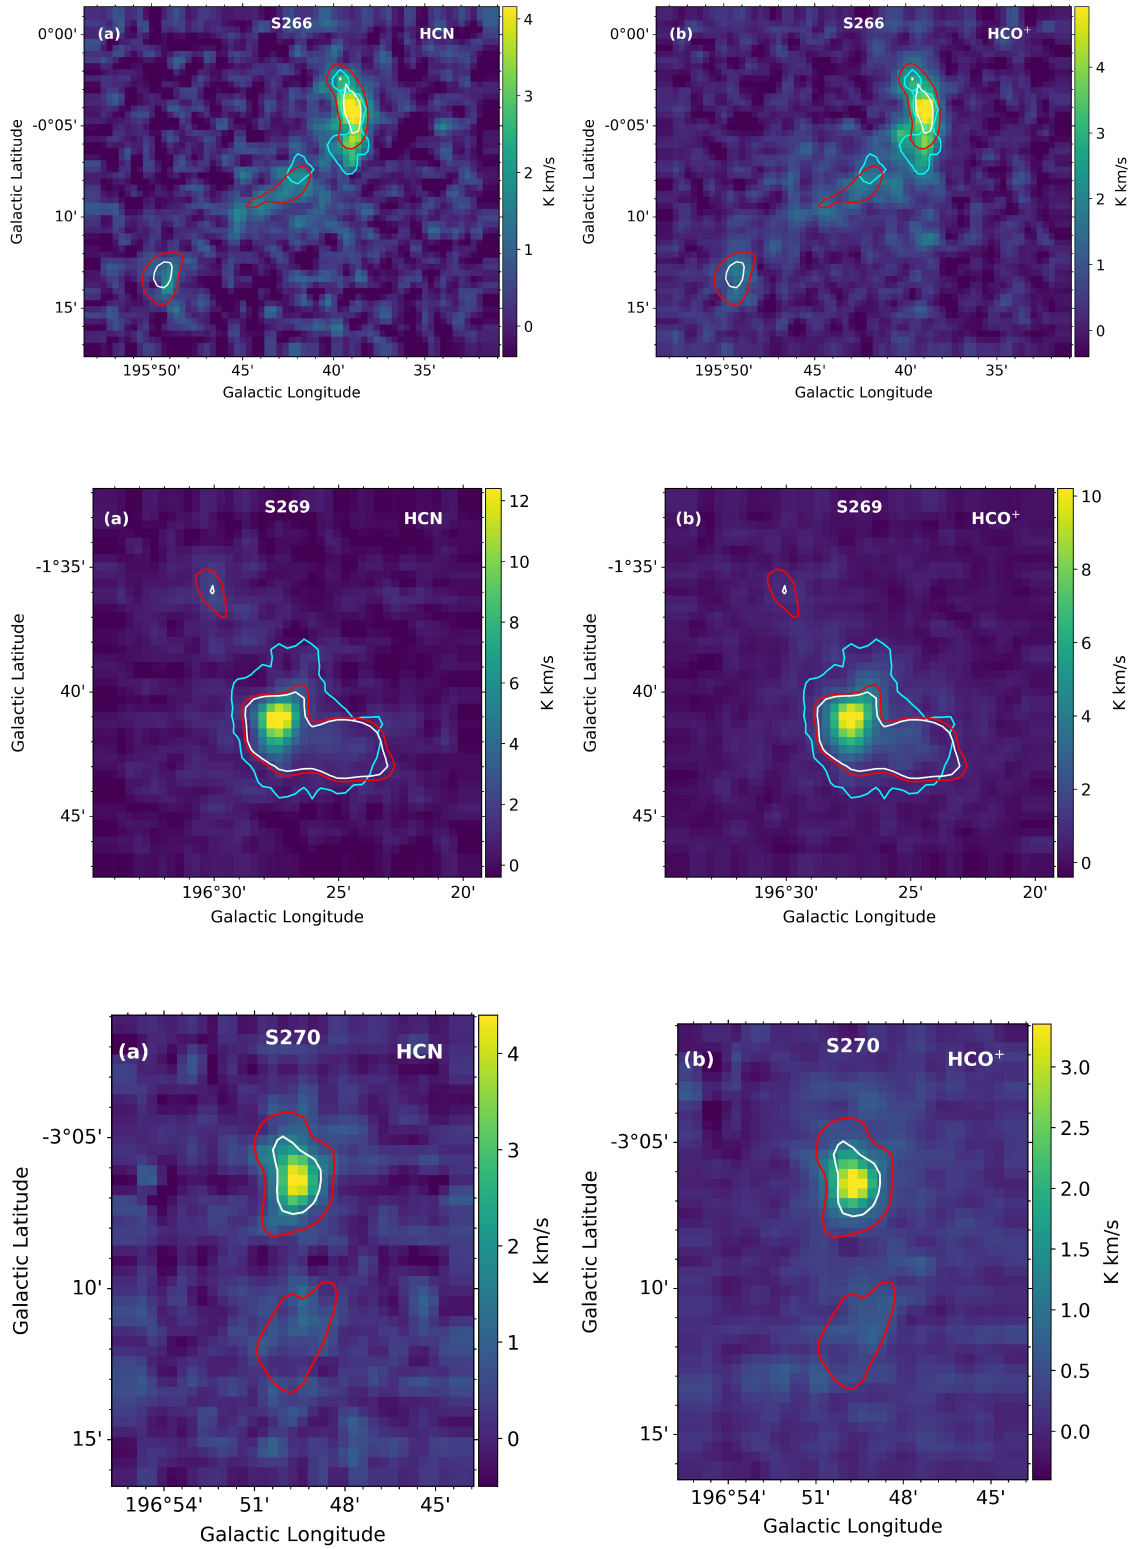 (a) S266 HCN
0°00'
-0°05'
10'
15'
Galactic Latitude
195°50' 45' 40' 35'
Galactic Longitude
4
3
2
1
0
K km/s
(b) S266 HCO⁺
0°00'
-0°05'
10'
15'
Galactic Latitude
195°50' 45' 40' 35'
Galactic Longitude
4
3
2
1
0
K km/s
(a) S269 HCN
-1°35'
40'
45'
Galactic Latitude
196°30' 25' 20'
Galactic Longitude
12
10
8
6
4
2
0
K km/s
(b) S269 HCO⁺
-1°35'
40'
45'
Galactic Latitude
196°30' 25' 20'
Galactic Longitude
10
8
6
4
2
0
K km/s
(a) S270 HCN
-3°05'
10'
15'
Galactic Latitude
196°54' 51' 48' 45'
Galactic Longitude
4
3
2
1
0
K km/s
(b) S270 HCO⁺
-3°05'
10'
15'
Galactic Latitude
196°54' 51' 48' 45'
Galactic Longitude
3.0
2.5
2.0
1.5
1.0
0.5
0.0
K km/s